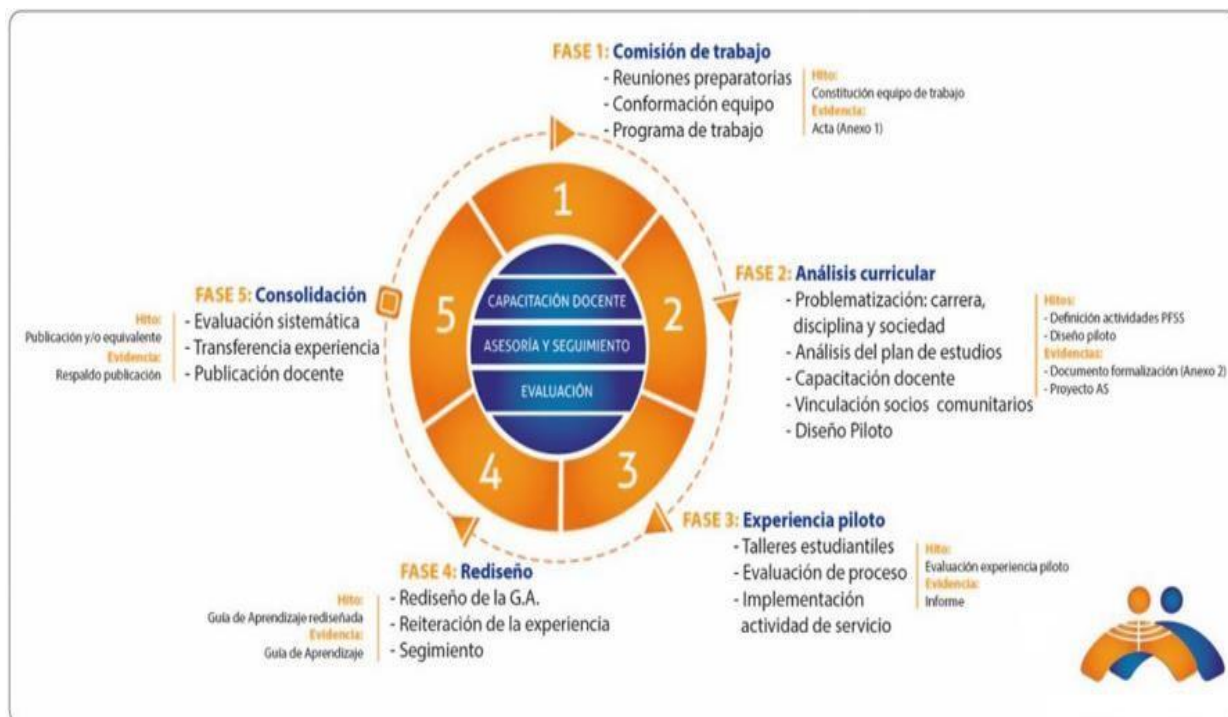 FASE 1: Comisión de trabajo
- Reuniones preparatorias
- Conformación equipo
- Programa de trabajo
Hito:
Constitución equipo de trabajo
Evidencia:
Acta (Anexo 1)
1
2
3
4
5
CAPACITACIÓN DOCENTE
ASESORÍA Y SEGUIMIENTO
EVALUACIÓN
FASE 2: Análisis curricular
- Problematización: carrera,
disciplina y sociedad
- Análisis del plan de estudios
- Capacitación docente
- Vinculación socios comunitarios
- Diseño Piloto
Hitos:
- Definición actividades PFSS
- Diseño piloto
Evidencias:
- Documento formalización (Anexo 2)
- Proyecto AS
FASE 3: Experiencia piloto
- Talleres estudiantiles
- Evaluación de proceso
- Implementación
actividad de servicio
Hito:
Evaluación experiencia piloto
Evidencia:
Informe
FASE 4: Rediseño
- Rediseño de la G.A.
- Reiteración de la experiencia
- Segimiento
Hito:
Guía de Aprendizaje rediseñada
Evidencia:
Guía de Aprendizaje
FASE 5: Consolidación
- Evaluación sistemática
- Transferencia experiencia
- Publicación docente
Hito:
Publicación y/o equivalente
Evidencia:
Respaldo publicación